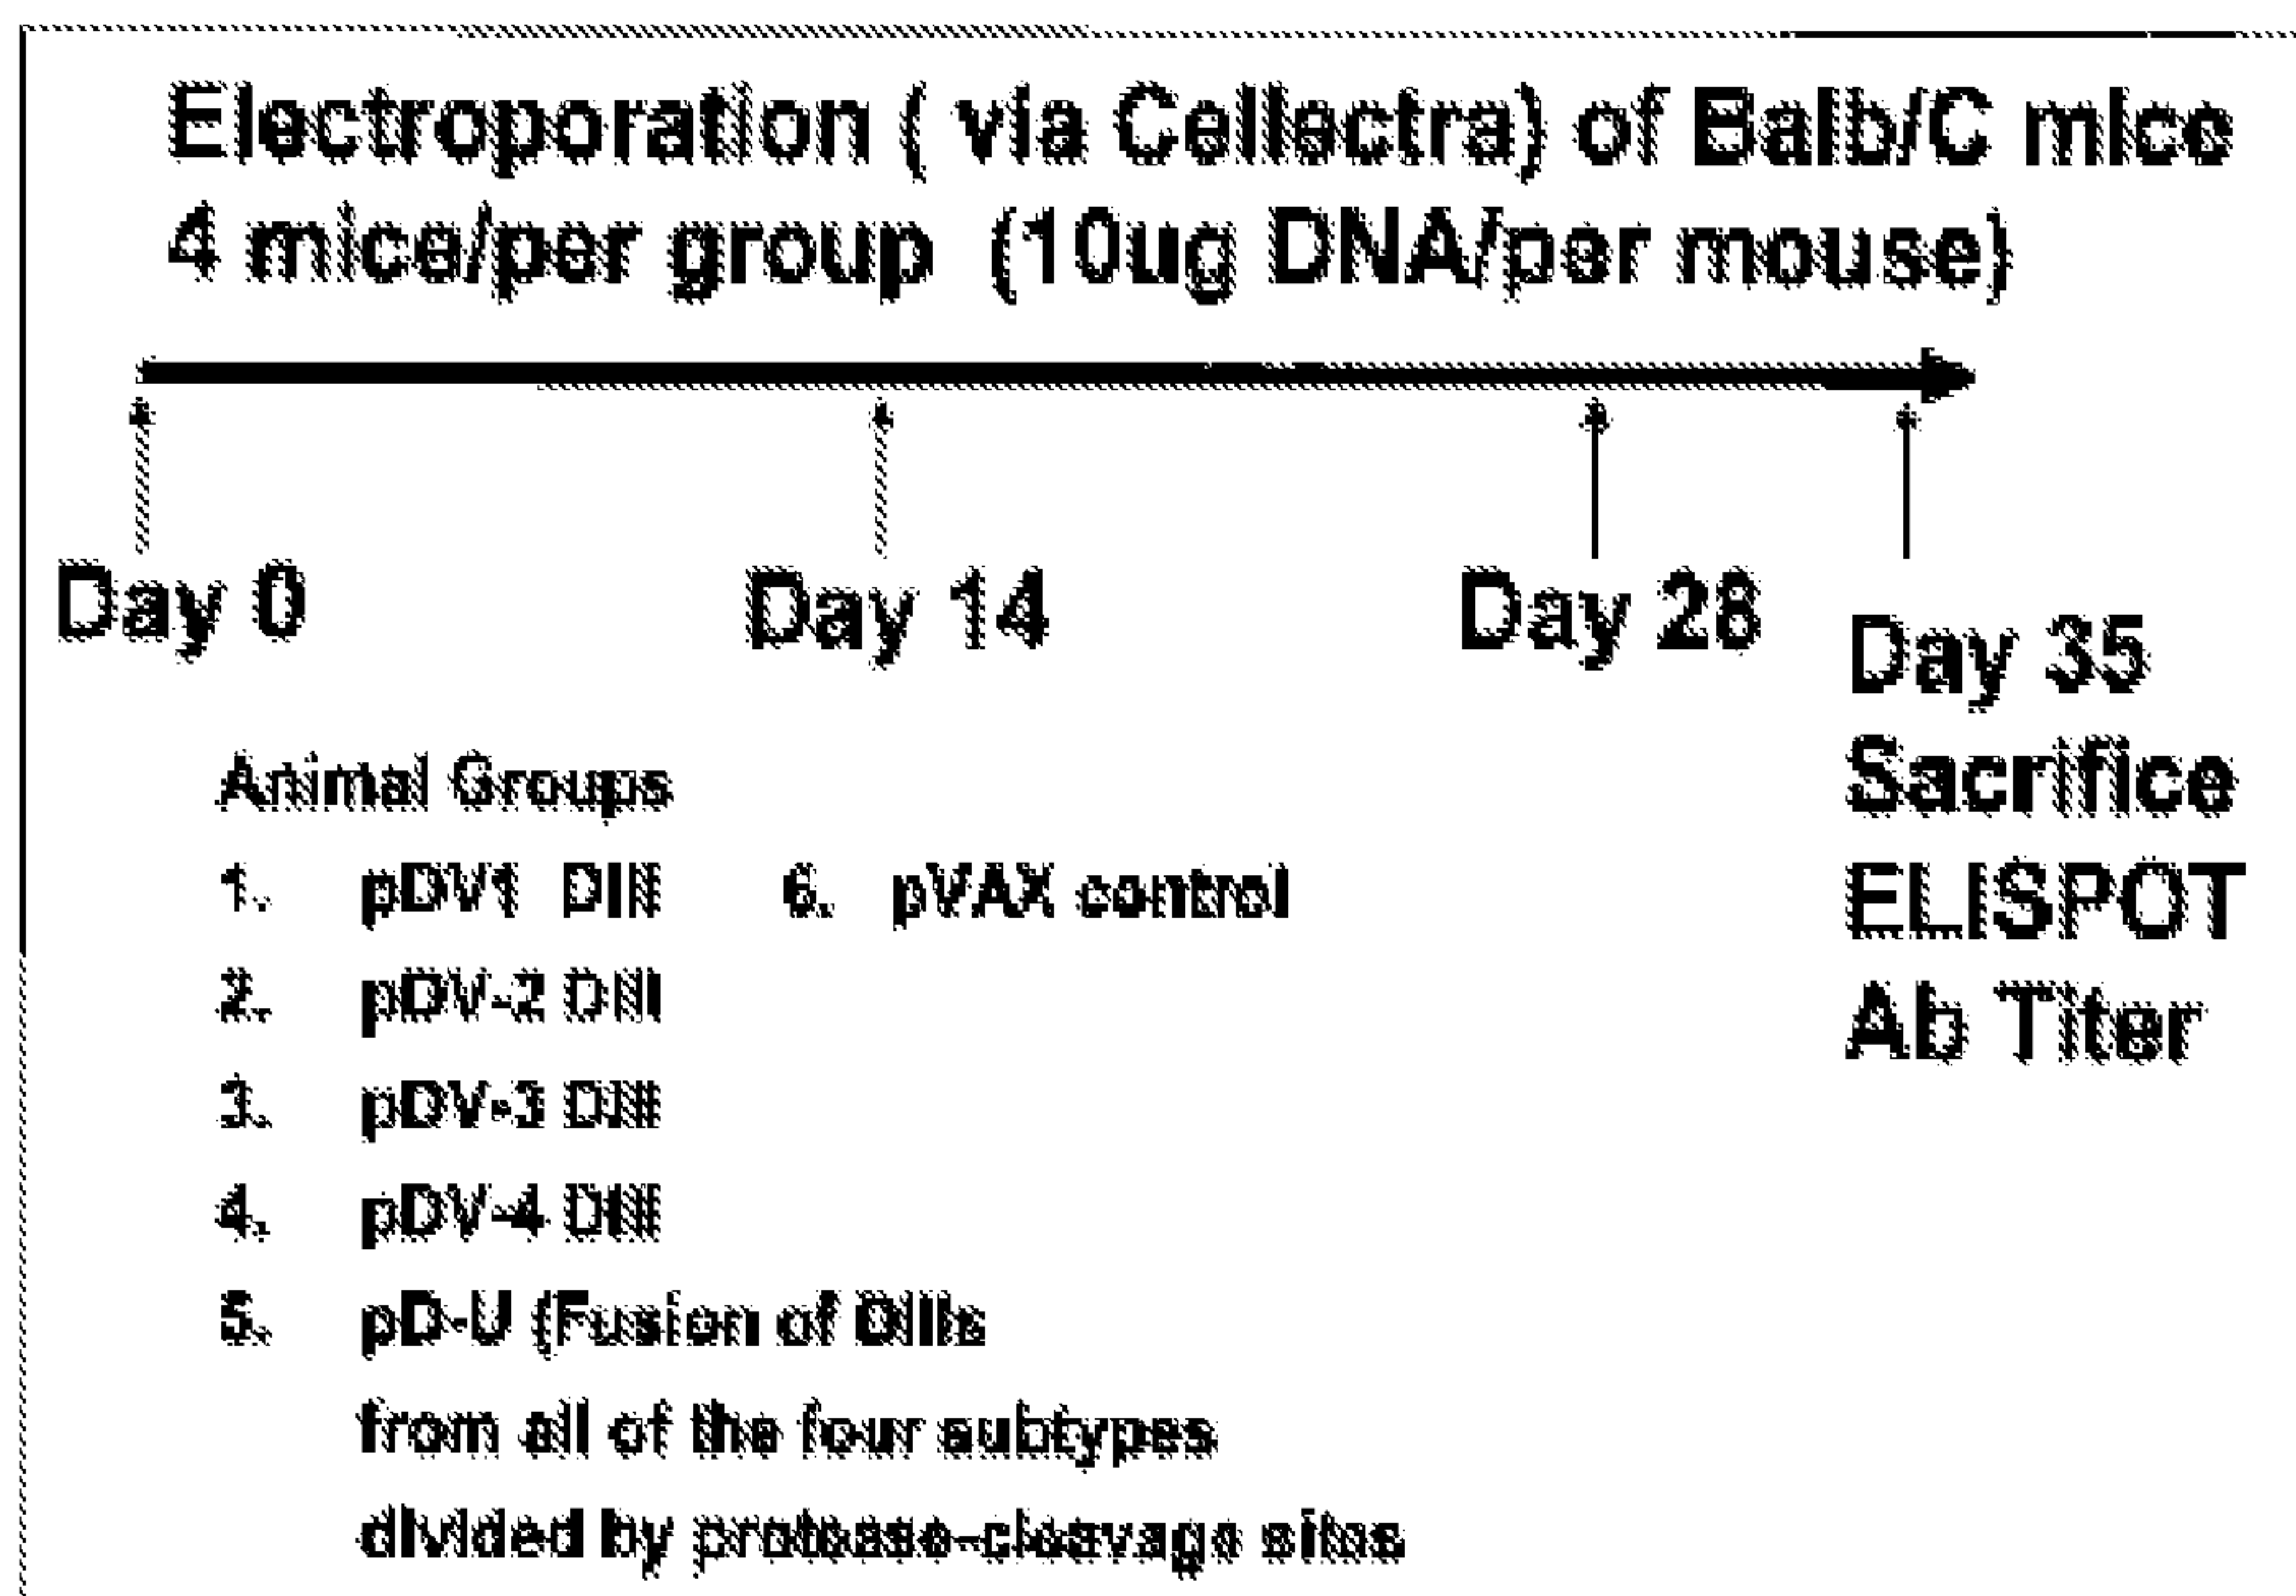 Electroporation ( via Cellectra) of Balb/C mice
4 mice/per group (10ug DNA/per mouse)
Day 0
Day 14
Day 28
Day 35
Sacrifice
ELISPOT
Ab Titer
Animal Groups
1. pDV1 DIII
2. pDV-2 DIII
3. pDV-3 DIII
4. pDV-4 DIII
5. pD-U (Fusion of DIIIs
from all of the four subtypes
divided by protease-cleavage sites
6. pVAX control